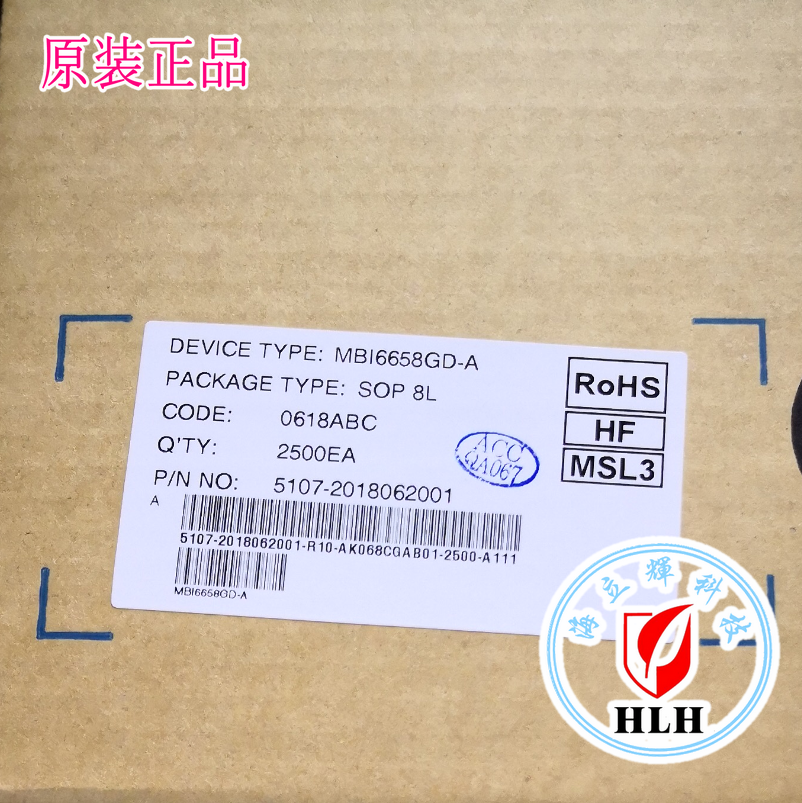 原装正品
DEVICE TYPE: MBI6658GD-A
PACKAGE TYPE: SOP 8L
CODE: 0618ABC
Q'TY: 2500EA
P/N NO: 5107-2018062001
RoHS
HF
MSL3
ACC
QA067
A
5107-2018062001-R10-AK068CGAB01-2500-A111
MBI6658GD-A
海立輝科技
HLH